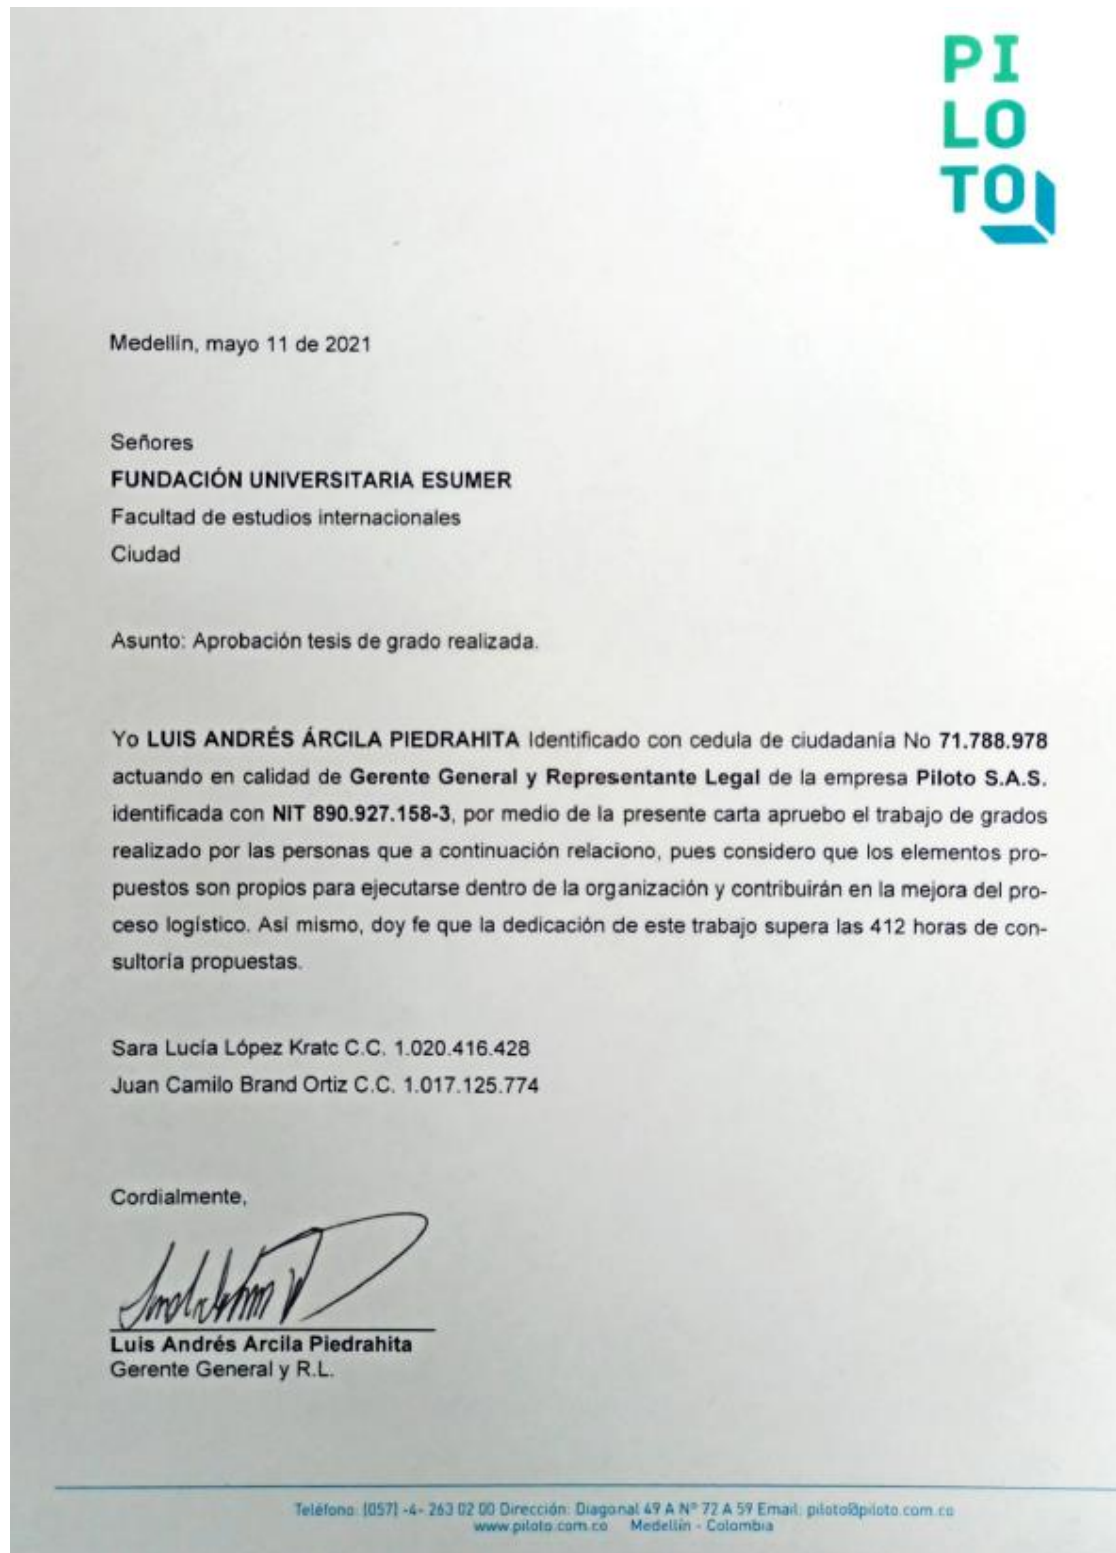 PI
LO
TO
Medellín, mayo 11 de 2021
Señores
FUNDACIÓN UNIVERSITARIA ESUMER
Facultad de estudios internacionales
Ciudad
Asunto: Aprobación tesis de grado realizada.
Yo LUIS ANDRÉS ÁRCILA PIEDRAHITA Identificado con cedula de ciudadanía No 71.788.978
actuando en calidad de Gerente General y Representante Legal de la empresa Piloto S.A.S.
identificada con NIT 890.927.158-3, por medio de la presente carta apruebo el trabajo de grados
realizado por las personas que a continuación relaciono, pues considero que los elementos pro-
puestos son propios para ejecutarse dentro de la organización y contribuirán en la mejora del pro-
ceso logístico. Así mismo, doy fe que la dedicación de este trabajo supera las 412 horas de con-
sultoría propuestas.
Sara Lucía López Kratc C.C. 1.020.416.428
Juan Camilo Brand Ortiz C.C. 1.017.125.774
Cordialmente,
Luis Andrés Arcila Piedrahita
Gerente General y R.L.
Teléfono: (057) -4- 263 02 00 Dirección: Diagonal 49 A Nº 72 A 59 Email: piloto@piloto.com.co
www.piloto.com.co Medellín - Colombia